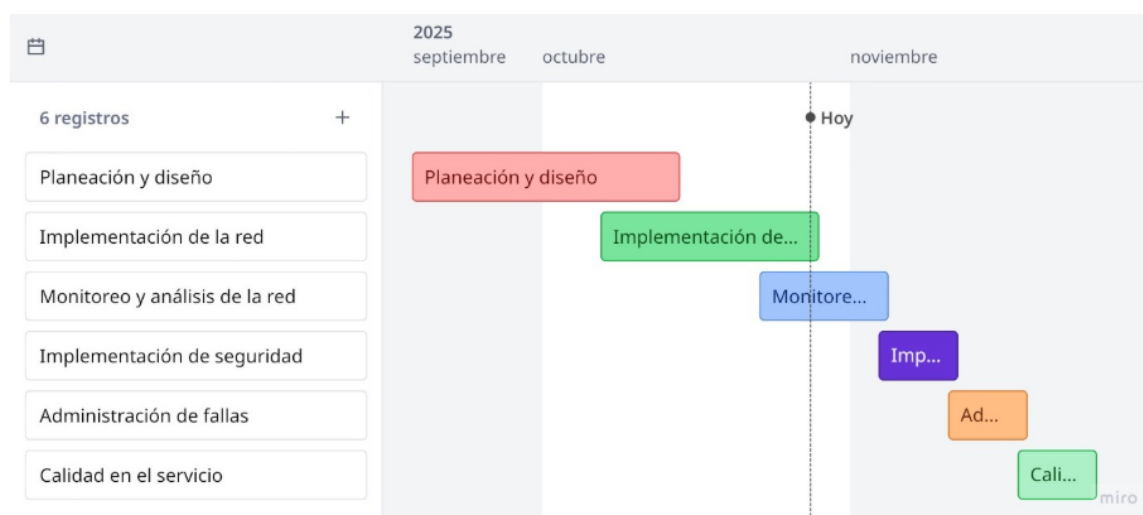 2025
septiembre octubre noviembre
6 registros +
Hoy
Planeación y diseño
Planeación y diseño
Implementación de la red
Implementación de...
Monitoreo y análisis de la red
Monitore...
Implementación de seguridad
Imp...
Administración de fallas
Ad...
Calidad en el servicio
Cali...
miro